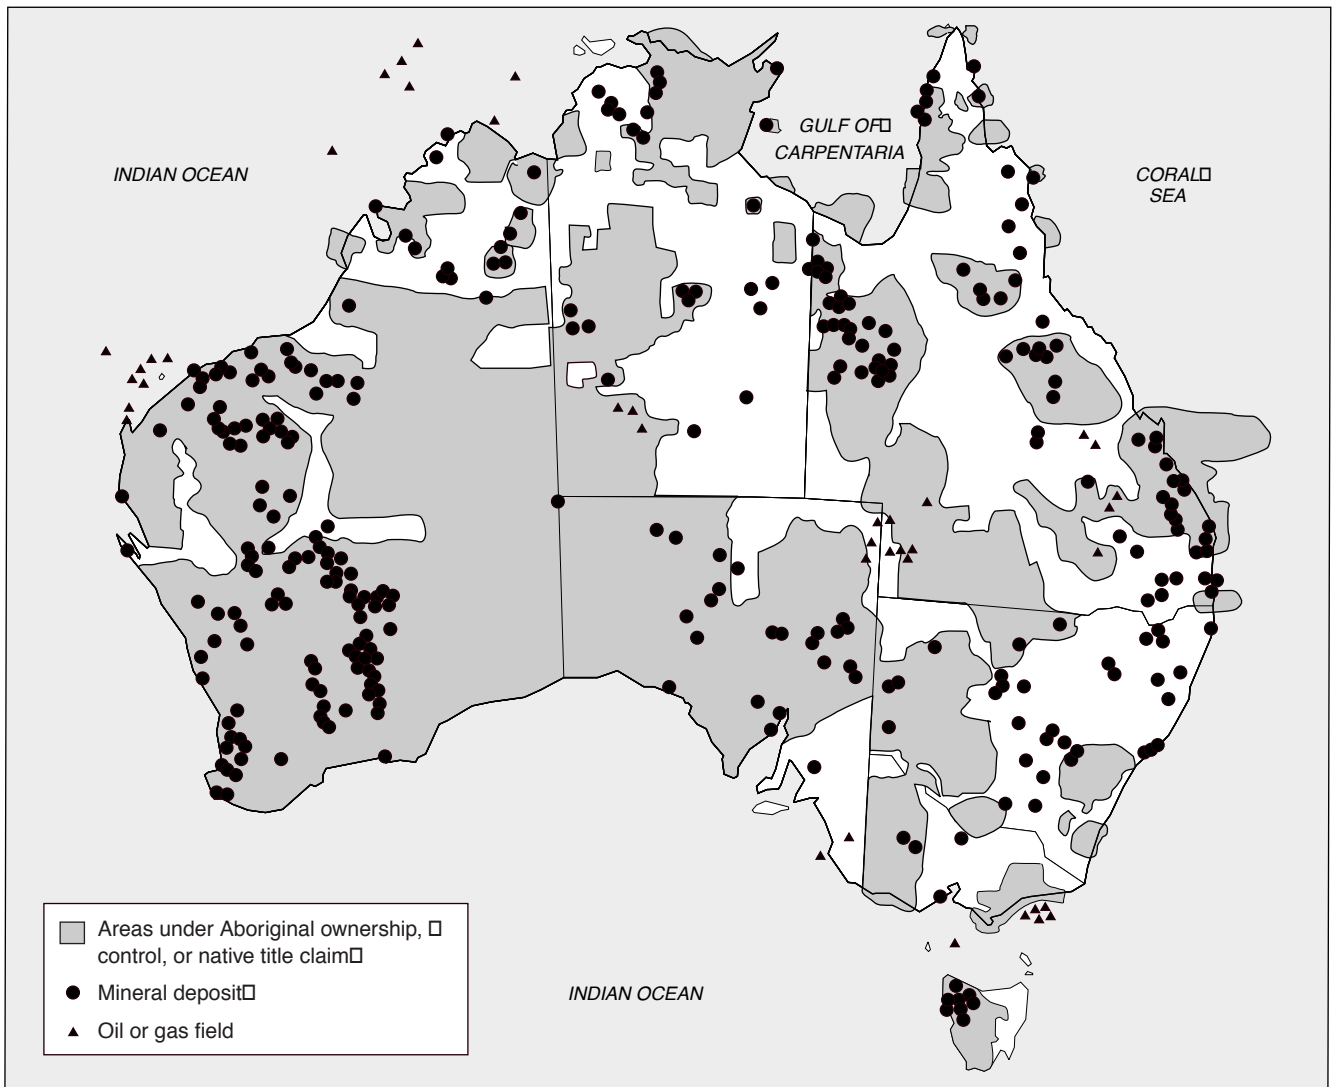 INDIAN OCEAN
GULF OF□
CARPENTARIA
CORAL□
SEA
Areas under Aboriginal ownership, □
control, or native title claim□
Mineral deposit□
Oil or gas field
INDIAN OCEAN